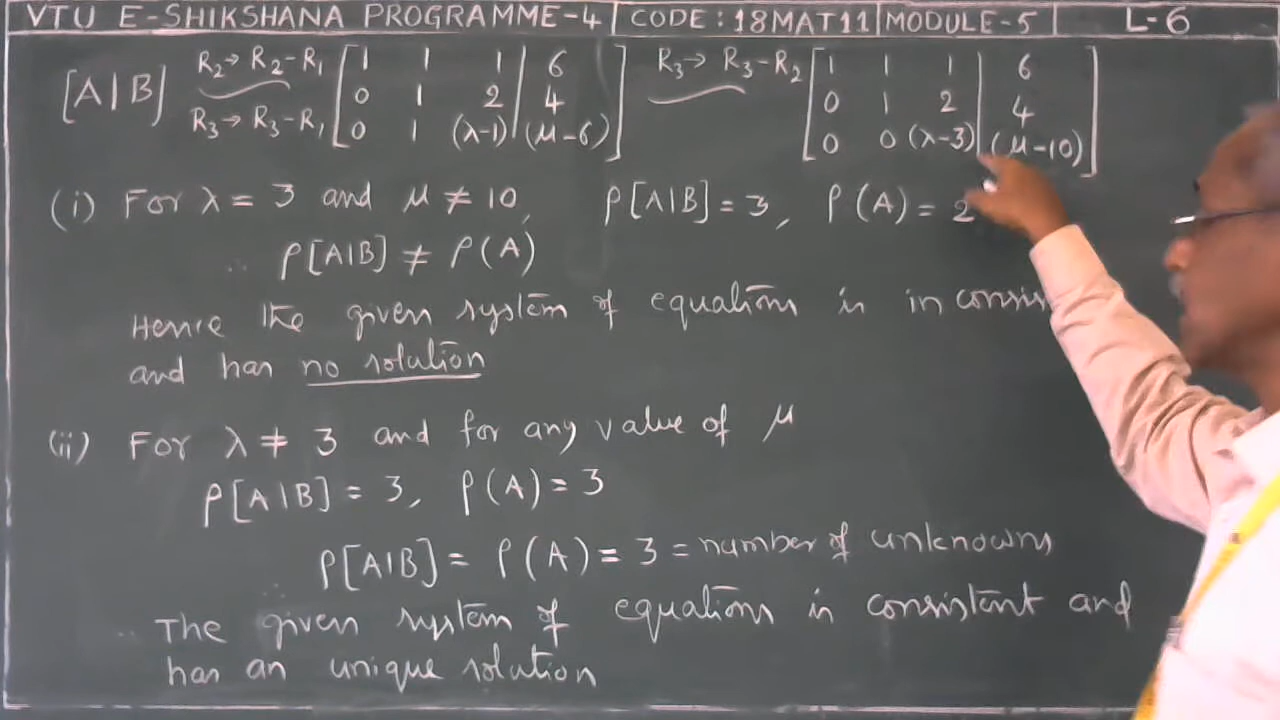 VTU E-SHIKSHANA PROGRAMME-4 CODE: 18MAT11 MODULE-5 L-6
[A|B] R₂→R₂-R₁ R₃→R₃-R₁ [1 1 1 | 6 R₃→R₃-R₂ [1 1 1 | 6
0 1 2 | 4 0 1 2 | 4
0 1 (λ-1) | (μ-6)] 0 0 (λ-3) | (μ-10)]
(i) For λ = 3 and μ ≠ 10, ρ[A|B] = 3, ρ(A) = 2
∴ ρ[A|B] ≠ ρ(A)
Hence the given system of equations is
and has no solution
(ii) For λ ≠ 3 and for any value of μ
ρ[A|B] = 3, ρ(A) = 3
∴ ρ[A|B] = ρ(A) = 3 = number of unknowns
∴ The given system of equations is consistent and
has an unique solution